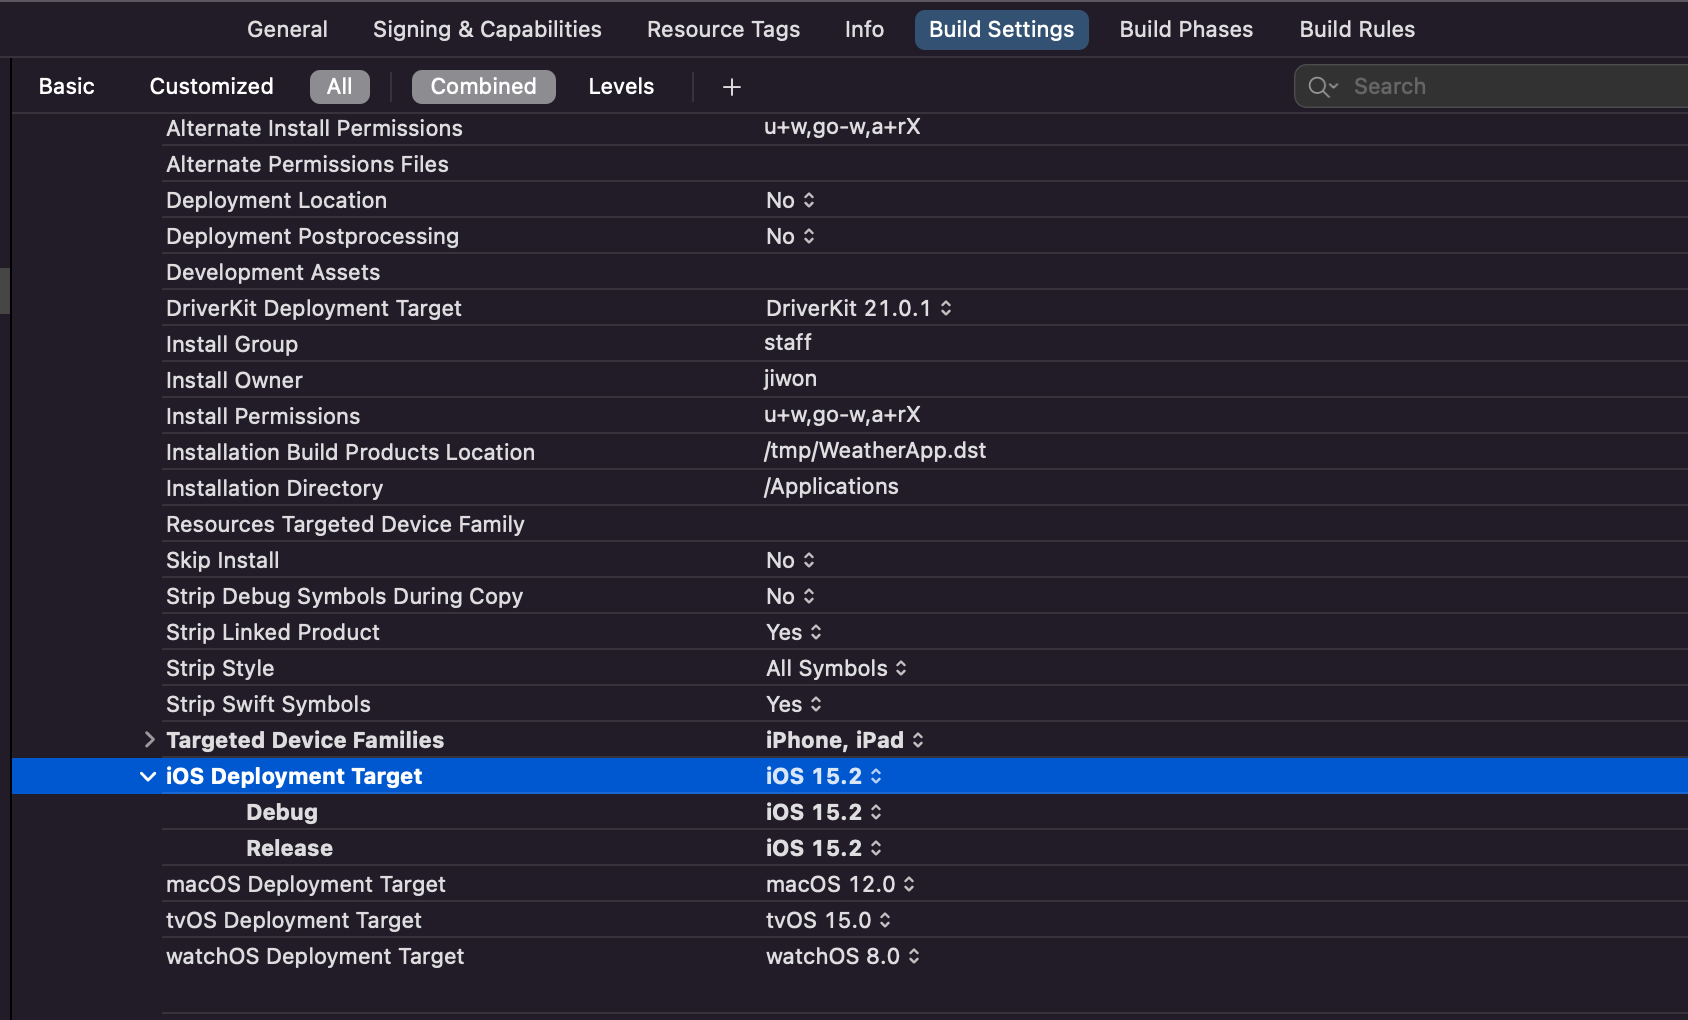 General Signing & Capabilities Resource Tags Info Build Settings Build Phases Build Rules
Basic Customized All Combined Levels + Search
Alternate Install Permissions u+w,go-w,a+rX
Alternate Permissions Files
Deployment Location No
Deployment Postprocessing No
Development Assets
DriverKit Deployment Target DriverKit 21.0.1
Install Group staff
Install Owner jiwon
Install Permissions u+w,go-w,a+rX
Installation Build Products Location /tmp/WeatherApp.dst
Installation Directory /Applications
Resources Targeted Device Family
Skip Install No
Strip Debug Symbols During Copy No
Strip Linked Product Yes
Strip Style All Symbols
Strip Swift Symbols Yes
Targeted Device Families iPhone, iPad
iOS Deployment Target iOS 15.2
Debug iOS 15.2
Release iOS 15.2
macOS Deployment Target macOS 12.0
tvOS Deployment Target tvOS 15.0
watchOS Deployment Target watchOS 8.0